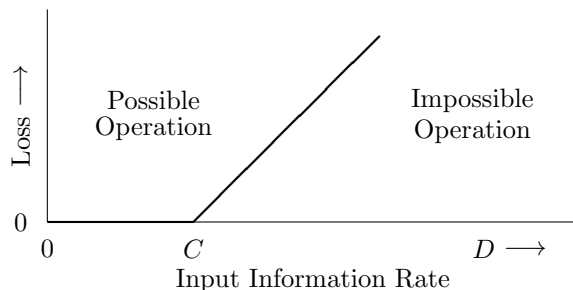 Loss →
Possible
Operation
Impossible
Operation
0
0
C
D →
Input Information Rate